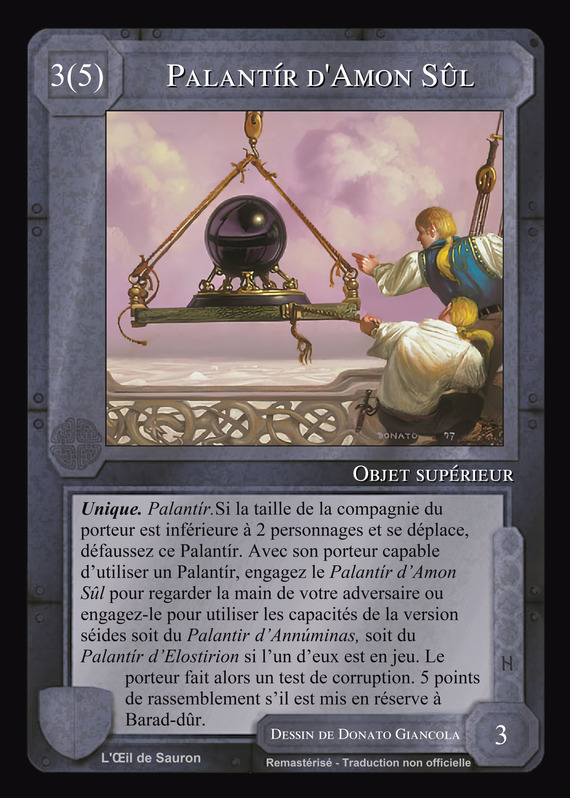 3(5)
Palantír d'Amon Sûl
DONATO 97
Objet supérieur
Unique. Palantír.Si la taille de la compagnie du
porteur est inférieure à 2 personnages et se déplace,
défaussez ce Palantír. Avec son porteur capable
d'utiliser un Palantír, engagez le Palantír d'Amon
Sûl pour regarder la main de votre adversaire ou
engagez-le pour utiliser les capacités de la version
séides soit du Palantir d'Annúminas, soit du
Palantír d'Elostirion si l'un d'eux est en jeu. Le
porteur fait alors un test de corruption. 5 points
de rassemblement s'il est mis en réserve à
Barad-dûr.
Dessin de Donato Giancola
3
L'Œil de Sauron
Remastérisé - Traduction non officielle